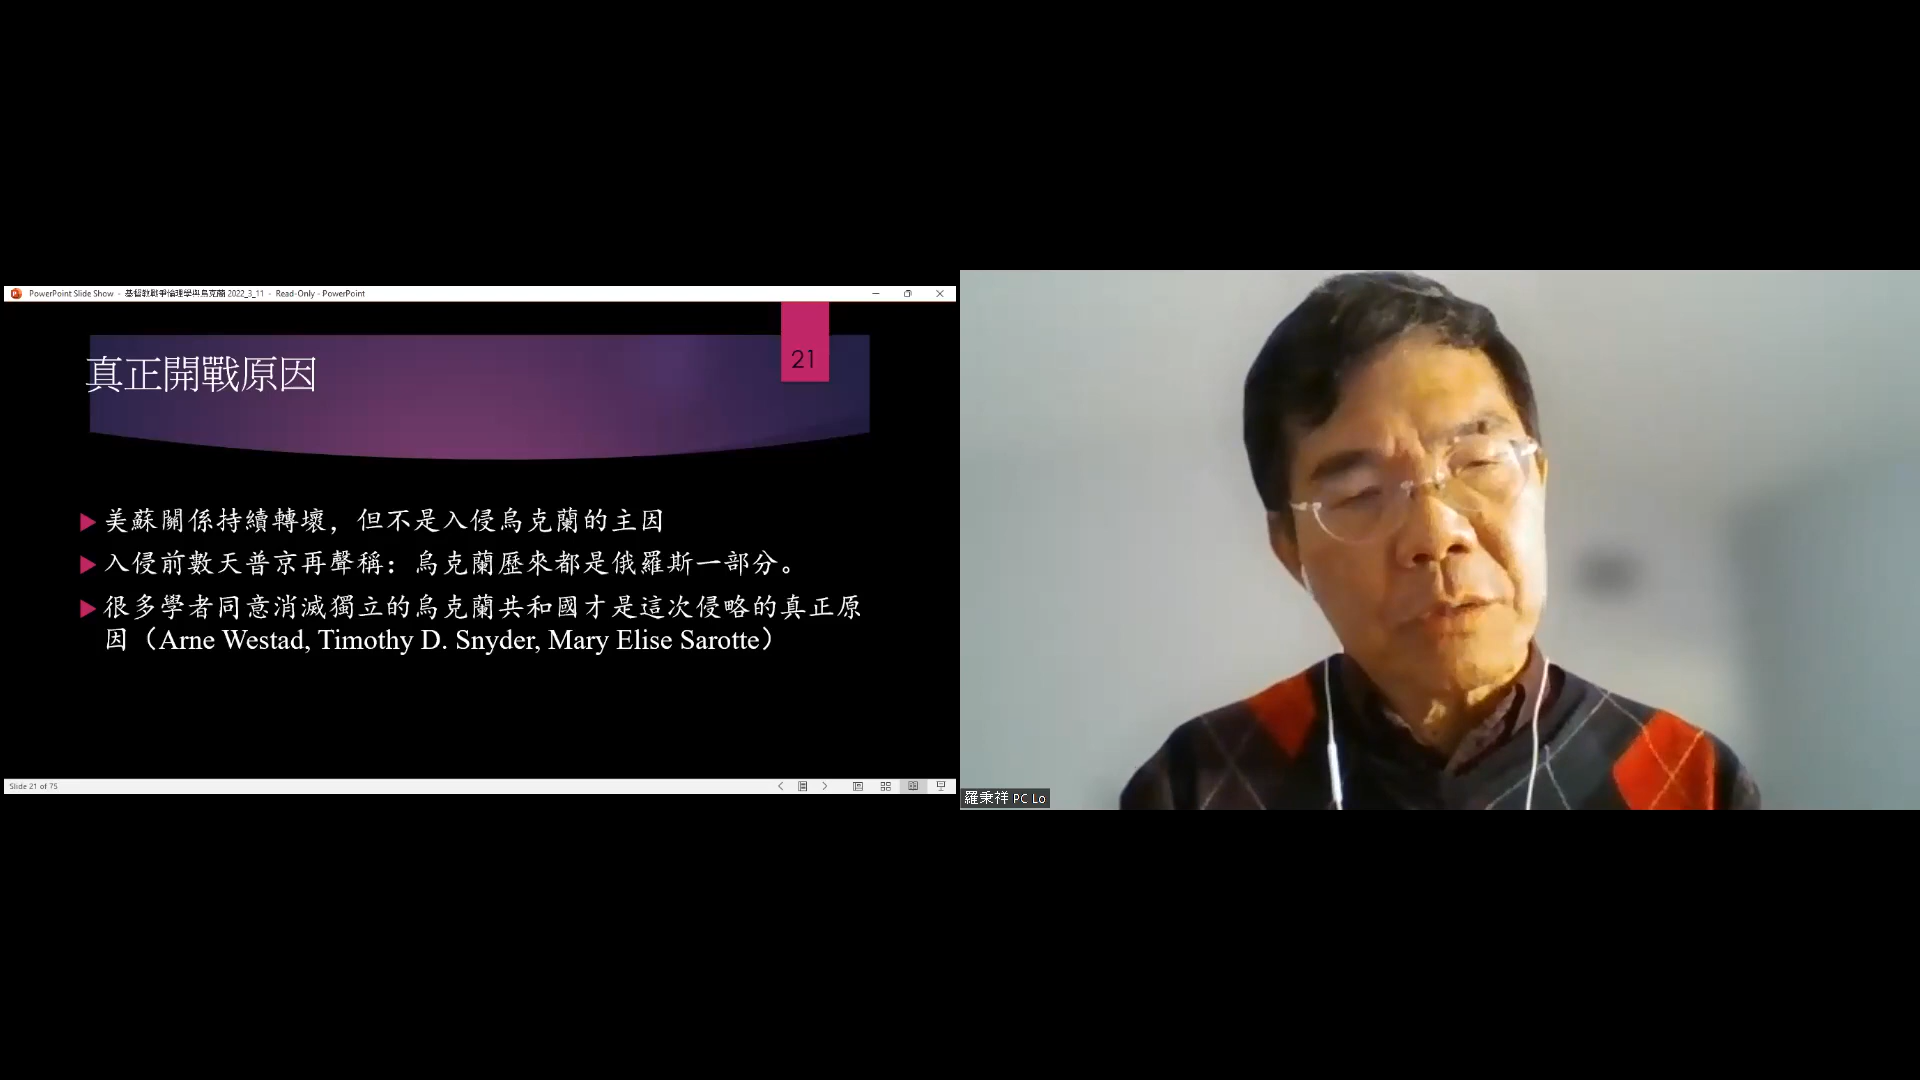 PowerPoint Slide Show - 基督教戰爭倫理學與烏克蘭 2022_3_11 - Read-Only - PowerPoint
21
真正開戰原因
美蘇關係持續轉壞，但不是入侵烏克蘭的主因
入侵前數天普京再聲稱：烏克蘭歷來都是俄羅斯一部分。
很多學者同意消滅獨立的烏克蘭共和國才是這次侵略的真正原
因（Arne Westad, Timothy D. Snyder, Mary Elise Sarotte）
Slide 21 of 75
羅秉祥 PC Lo